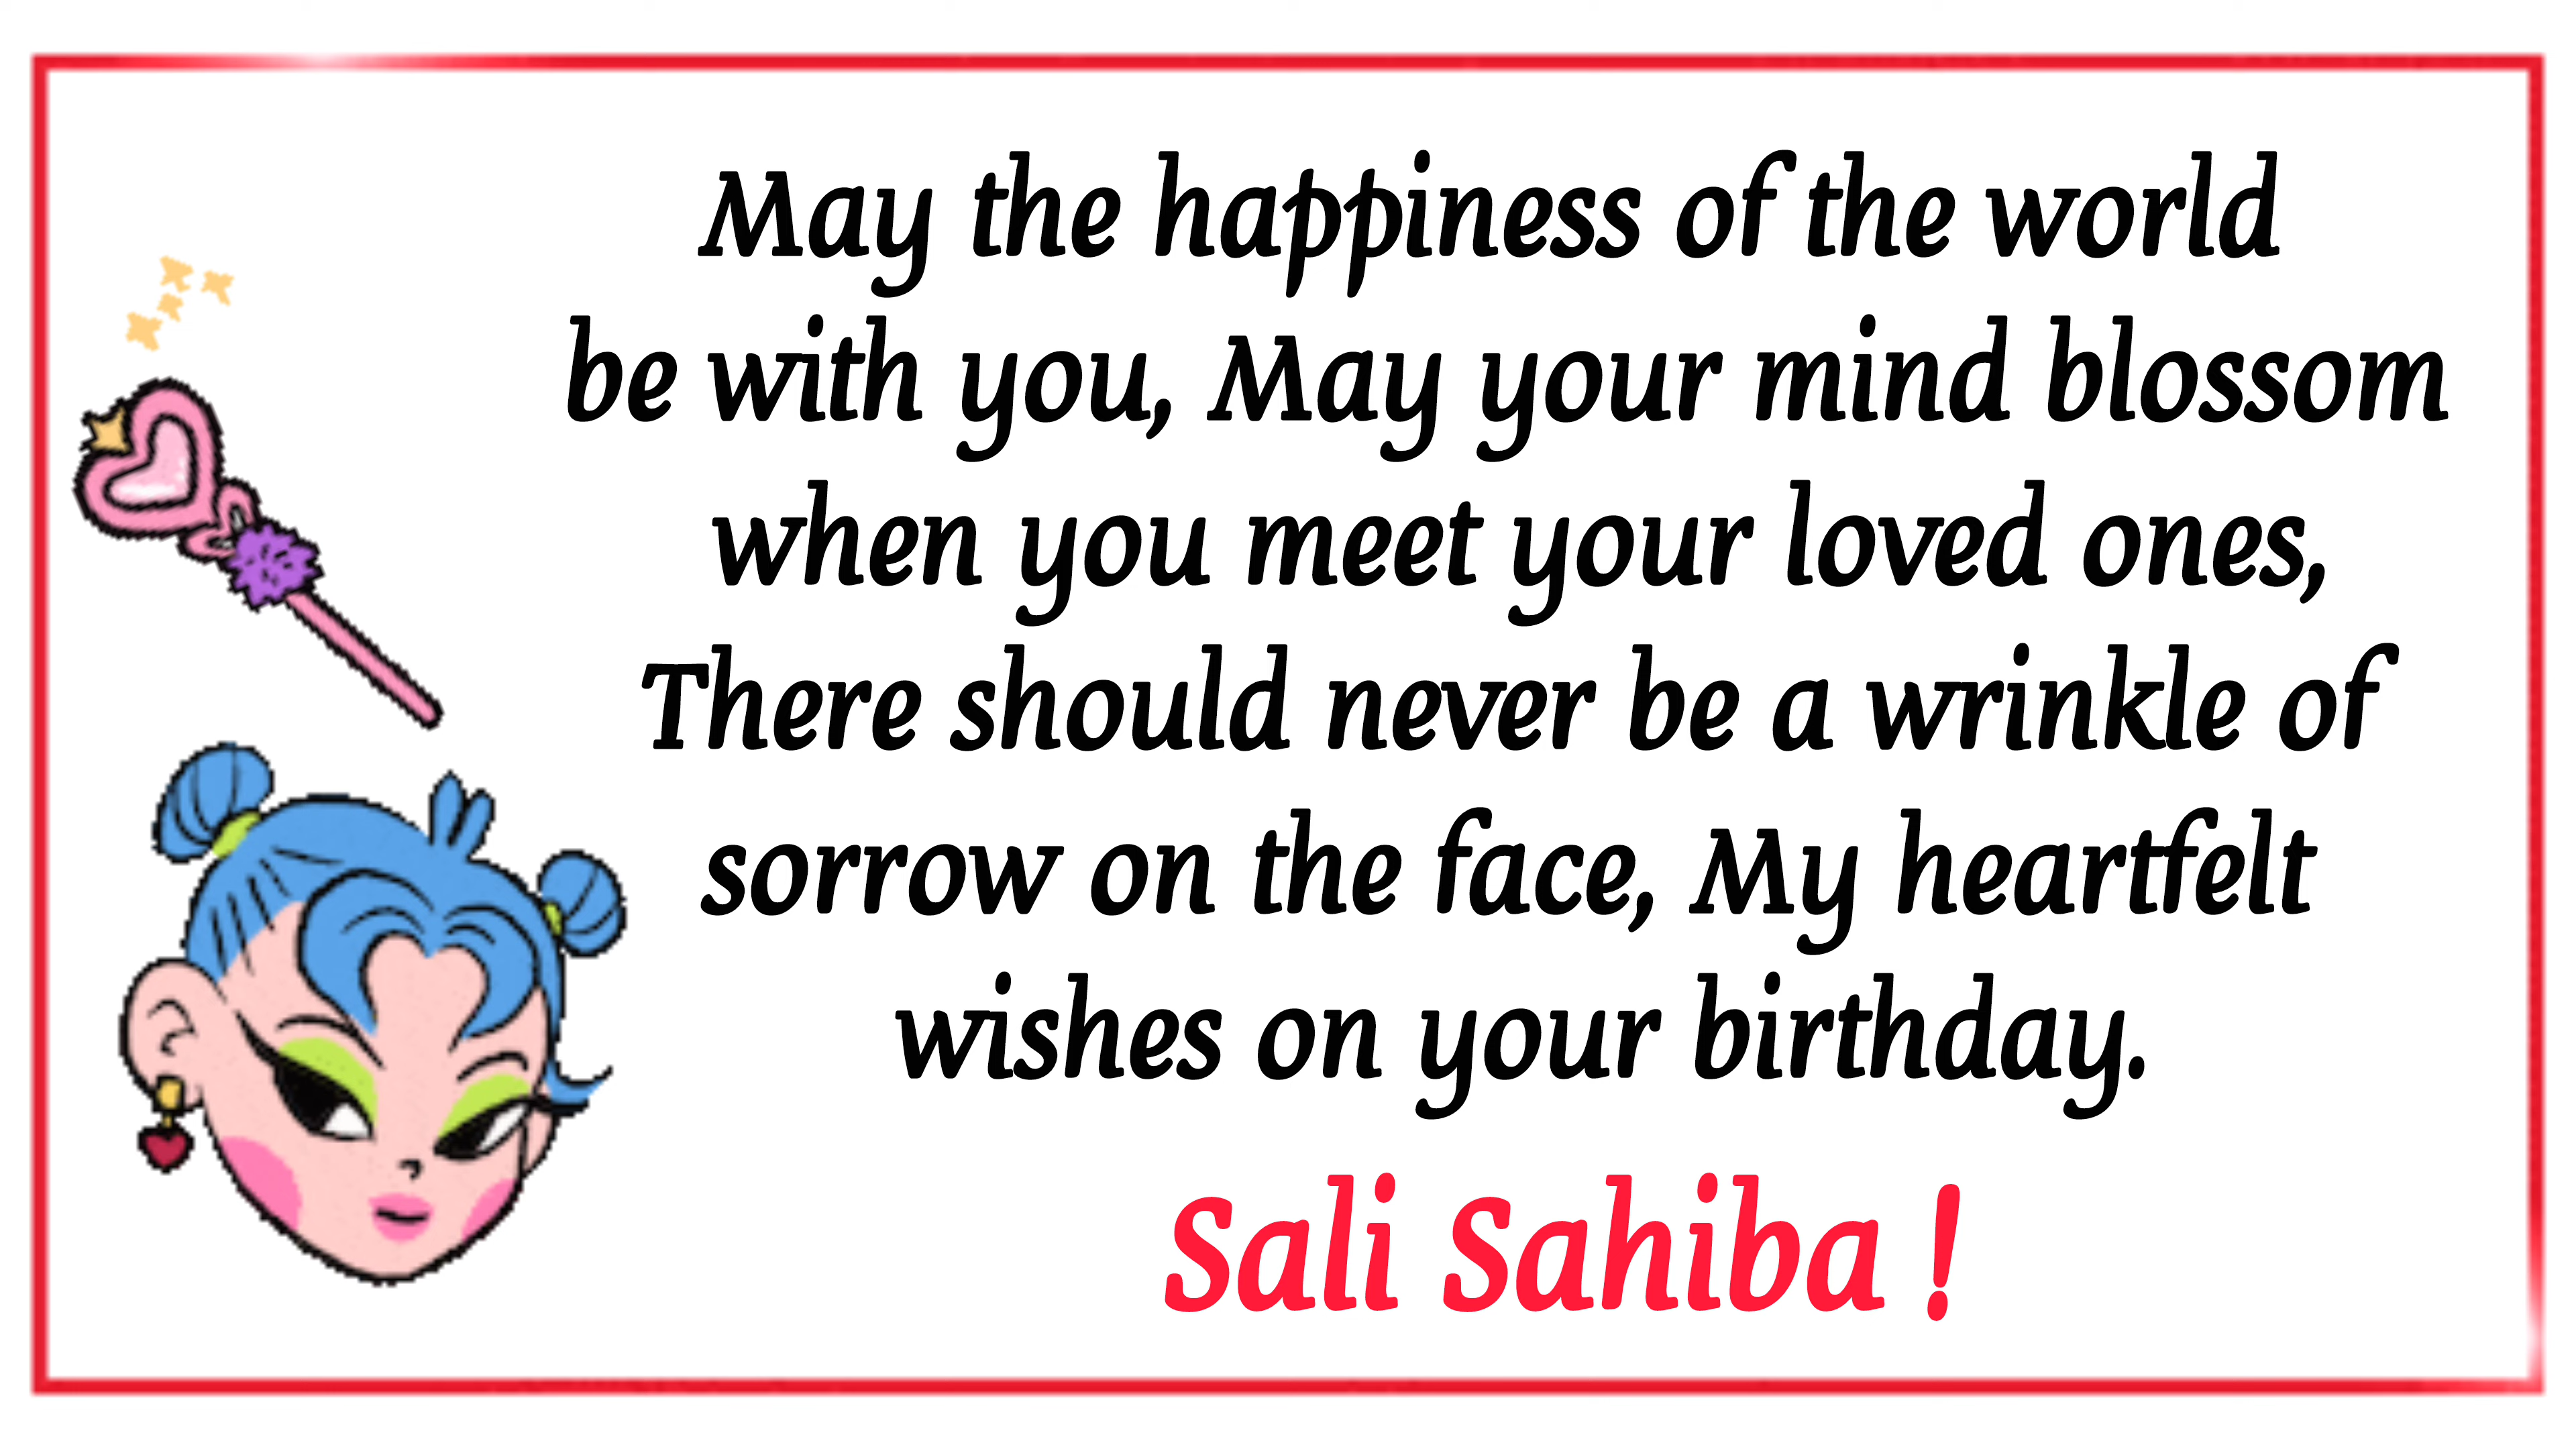 May the happiness of the world
be with you, May your mind blossom
when you meet your loved ones,
There should never be a wrinkle of
sorrow on the face, My heartfelt
wishes on your birthday.
Sali Sahiba !